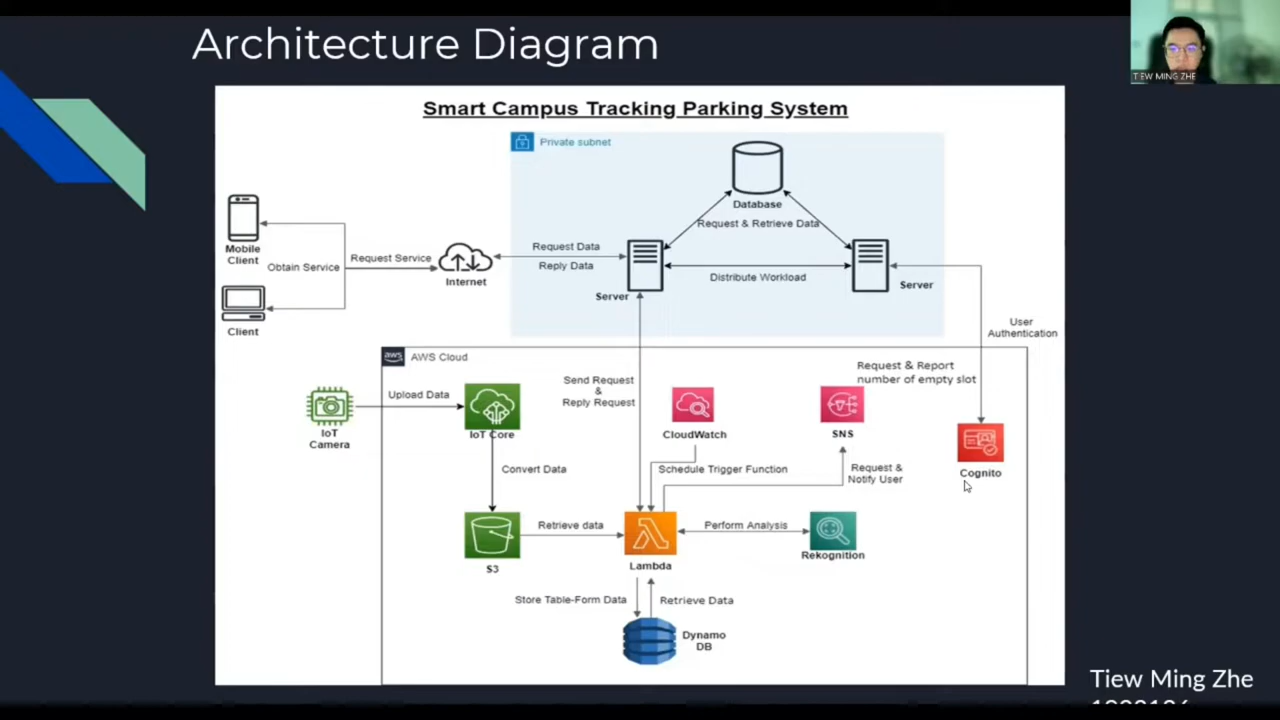 Architecture Diagram
TIEW MING ZHE
Smart Campus Tracking Parking System
Private subnet
Database
Request & Retrieve Data
Mobile
Client
Obtain Service
Request Service
Internet
Request Data
Reply Data
Server
Distribute Workload
Server
Client
User
Authentication
aws
AWS Cloud
Request & Report
number of empty slot
Send Request
&
Reply Request
Upload Data
IoT
Camera
IoT Core
CloudWatch
SNS
Cognito
Convert Data
Schedule Trigger Function
Request &
Notify User
Retrieve data
Perform Analysis
S3
Lambda
Rekognition
Store Table-Form Data
Retrieve Data
Dynamo
DB
Tiew Ming Zhe